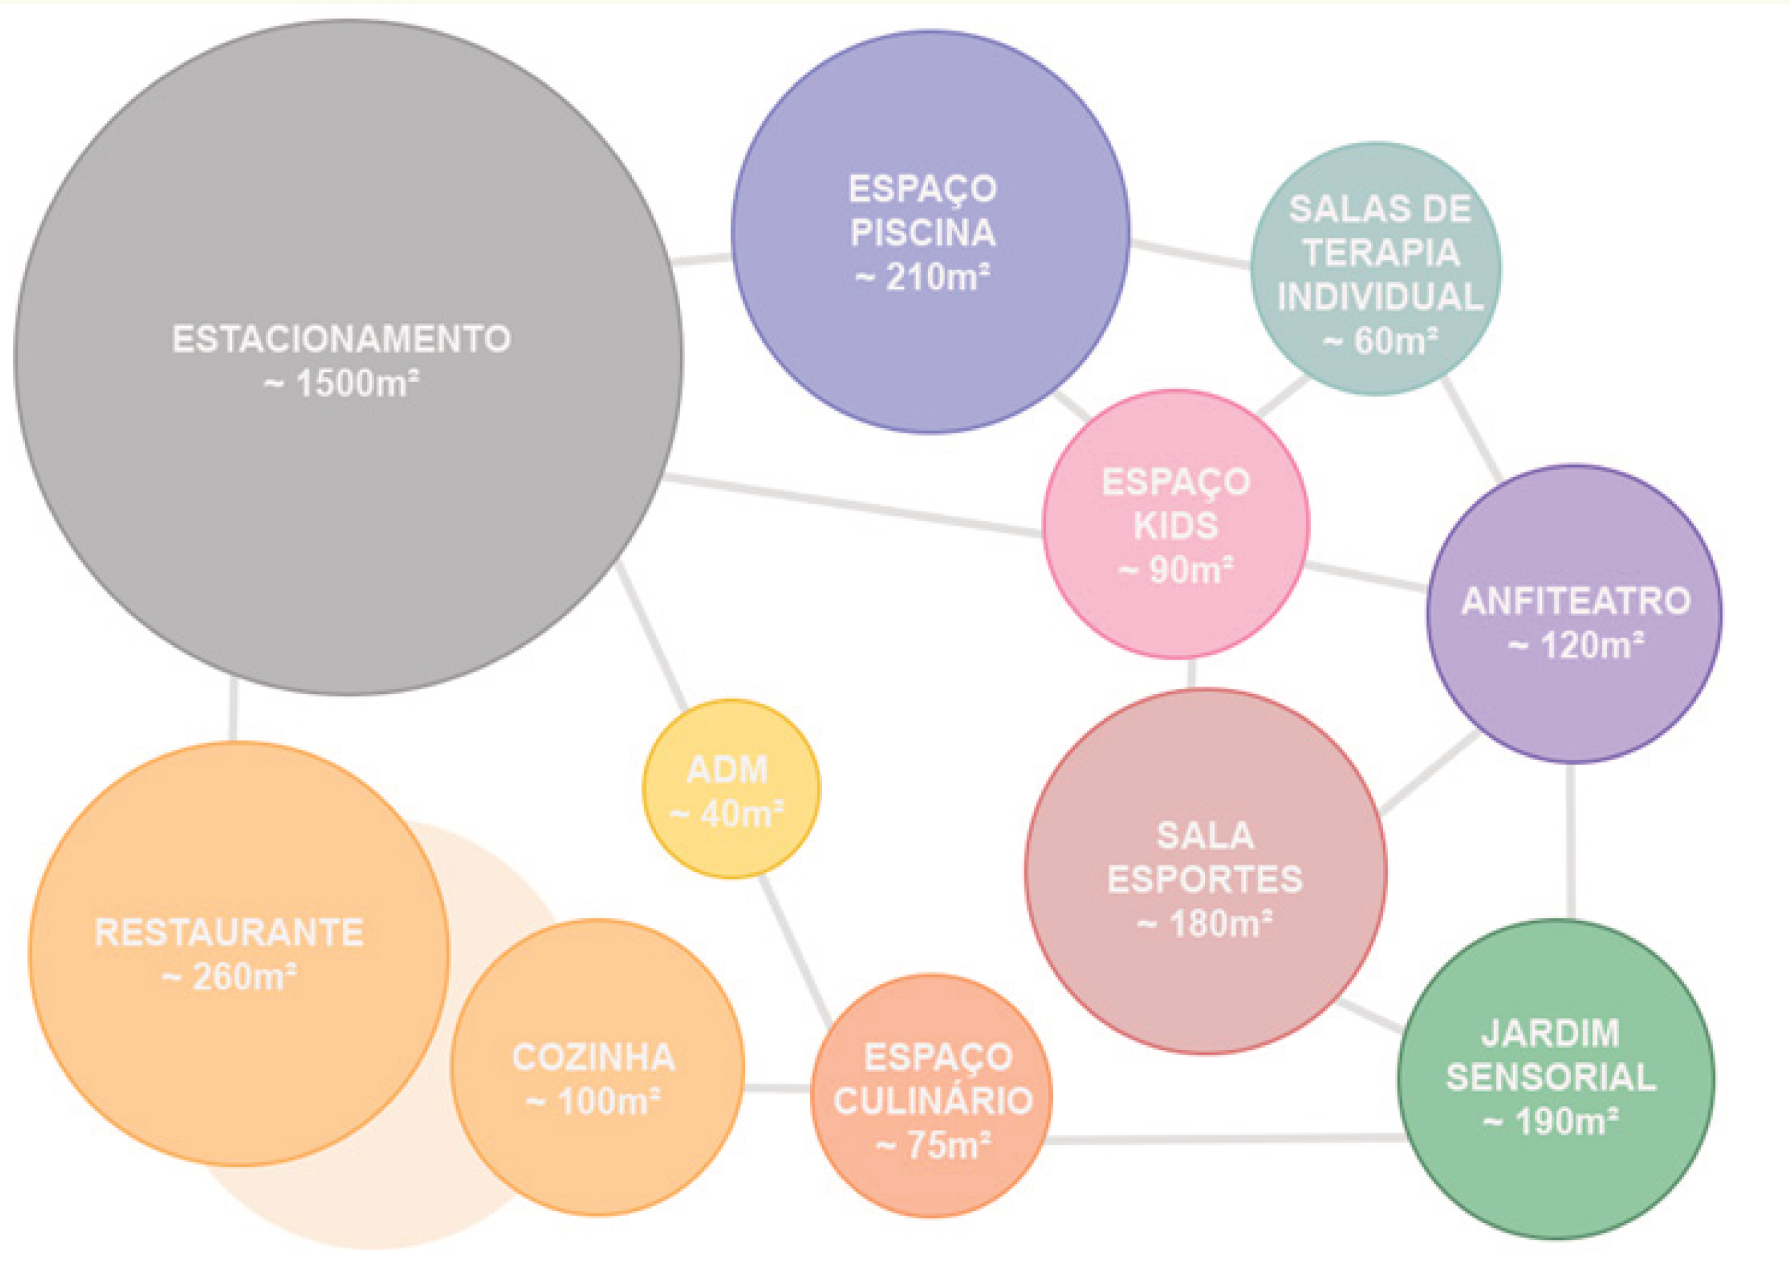 ESTACIONAMENTO
~ 1500m²
ESPAÇO
PISCINA
~ 210m²
SALAS DE
TERAPIA
INDIVIDUAL
~ 60m²
ESPAÇO
KIDS
~ 90m²
ANFITEATRO
~ 120m²
ADM
~ 40m²
SALA
ESPORTES
~ 180m²
RESTAURANTE
~ 260m²
COZINHA
~ 100m²
ESPAÇO
CULINÁRIO
~ 75m²
JARDIM
SENSORIAL
~ 190m²